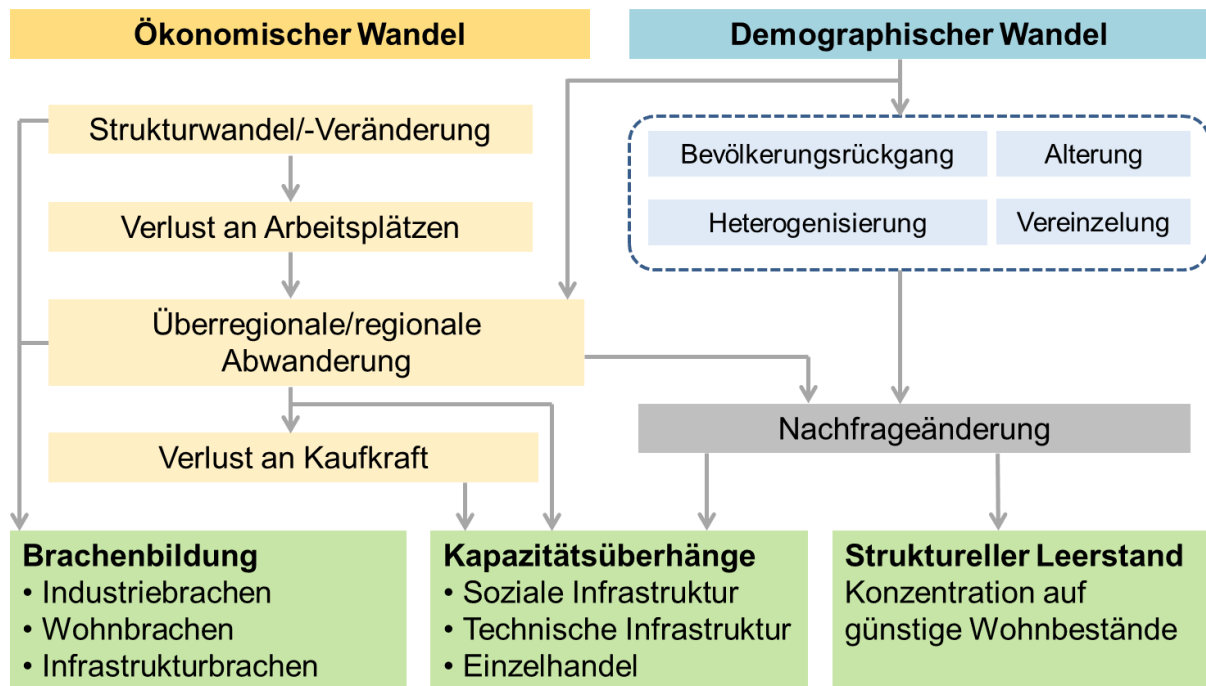 Ökonomischer Wandel
Demographischer Wandel
Strukturwandel/-Veränderung
Verlust an Arbeitsplätzen
Überregionale/regionale
Abwanderung
Verlust an Kaufkraft
Bevölkerungsrückgang
Alterung
Heterogenisierung
Vereinzelung
Nachfrageänderung
Brachenbildung
• Industriebrachen
• Wohnbrachen
• Infrastrukturbrachen
Kapazitätsüberhänge
• Soziale Infrastruktur
• Technische Infrastruktur
• Einzelhandel
Struktureller Leerstand
Konzentration auf
günstige Wohnbestände